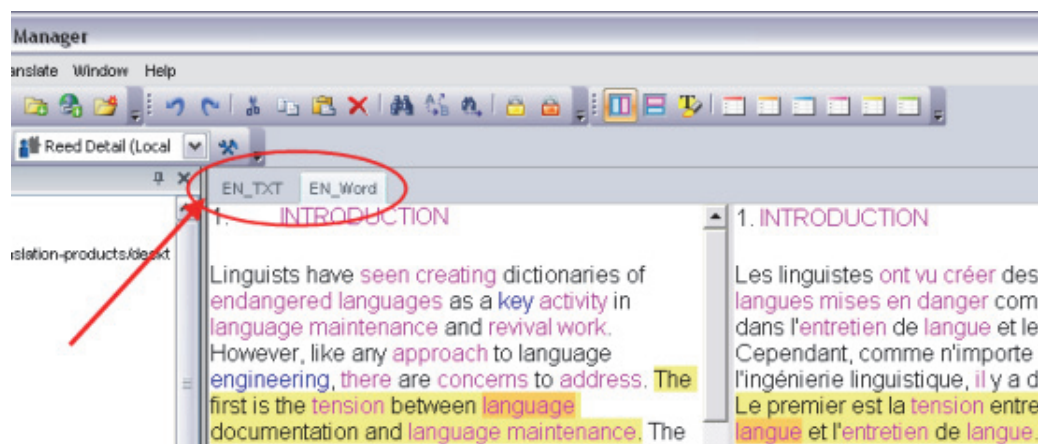 Manager
anslate Window Help
Reed Detail (Local
EN_TXT EN_Word
slation-products/deskt
1. INTRODUCTION
Linguists have seen creating dictionaries of
endangered languages as a key activity in
language maintenance and revival work.
However, like any approach to language
engineering, there are concerns to address. The
first is the tension between language
documentation and language maintenance. The
1. INTRODUCTION
Les linguistes ont vu créer des
langues mises en danger com
dans l'entretien de langue et le
Cependant, comme n'importe
l'ingénierie linguistique, il y a d
Le premier est la tension entre
langue et l'entretien de langue.